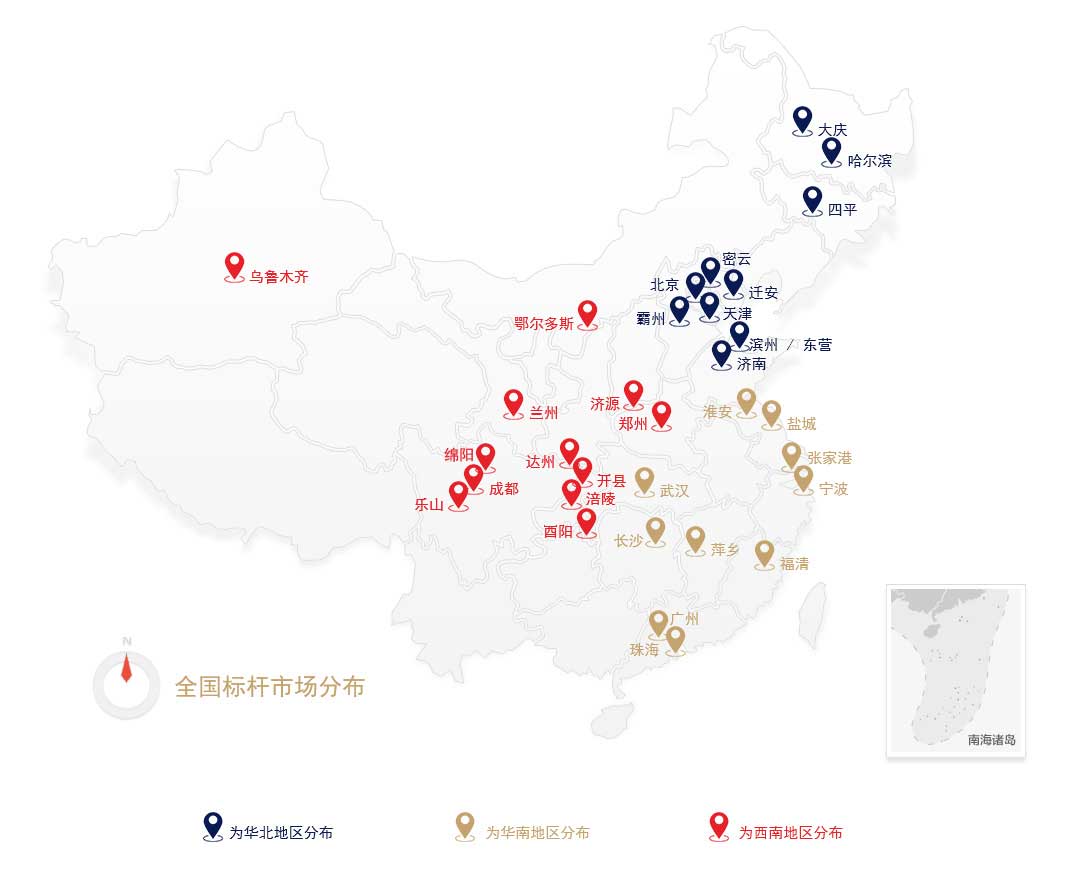 大庆
哈尔滨
四平
密云
北京
迁安
霸州
天津
滨州 / 东营
济南
乌鲁木齐
鄂尔多斯
兰州
济源
郑州
淮安
盐城
绵阳
达州
张家港
成都
开县
武汉
宁波
乐山
涪陵
酉阳
长沙
萍乡
福清
广州
珠海
N
全国标杆市场分布
南海诸岛
为华北地区分布
为华南地区分布
为西南地区分布